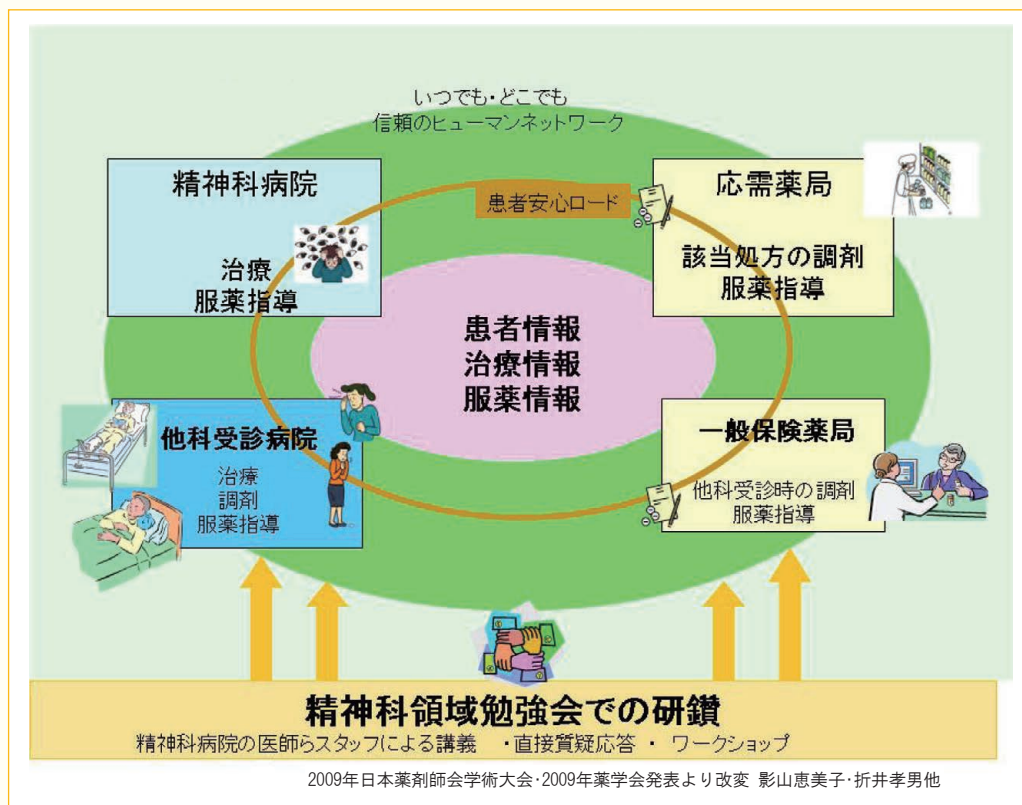 いつでも・どこでも
信頼のヒューマンネットワーク
精神科病院
治療
服薬指導
患者安心ロード
応需薬局
該当処方の調剤
服薬指導
患者情報
治療情報
服薬情報
他科受診病院
治療
調剤
服薬指導
一般保険薬局
他科受診時の調剤
服薬指導
精神科領域勉強会での研鑽
精神科病院の医師らスタッフによる講義　・直接質疑応答 ・ ワークショップ
2009年日本薬剤師会学術大会・2009年薬学会発表より改変 影山恵美子・折井孝男他